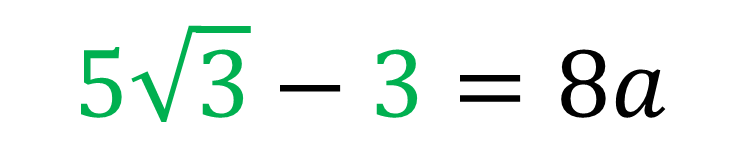 5√3 − 3 = 8a